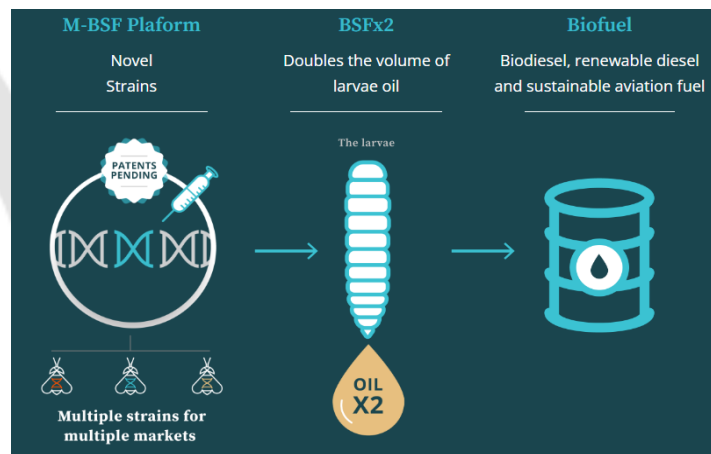 M-BSF Plaform
Novel
Strains
PATENTS
PENDING
Multiple strains for
multiple markets
BSFx2
Doubles the volume of
larvae oil
The larvae
OIL
X2
Biofuel
Biodiesel, renewable diesel
and sustainable aviation fuel